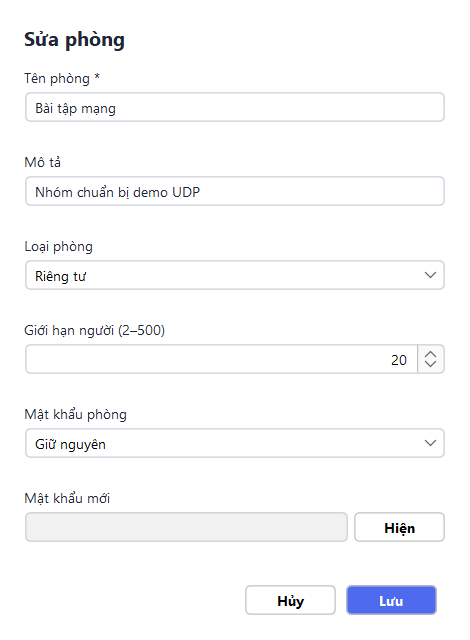 Sửa phòng
Tên phòng *
Bài tập mạng
Mô tả
Nhóm chuẩn bị demo UDP
Loại phòng
Riêng tư
Giới hạn người (2–500)
20
Mật khẩu phòng
Giữ nguyên
Mật khẩu mới
Hiện
Hủy Lưu